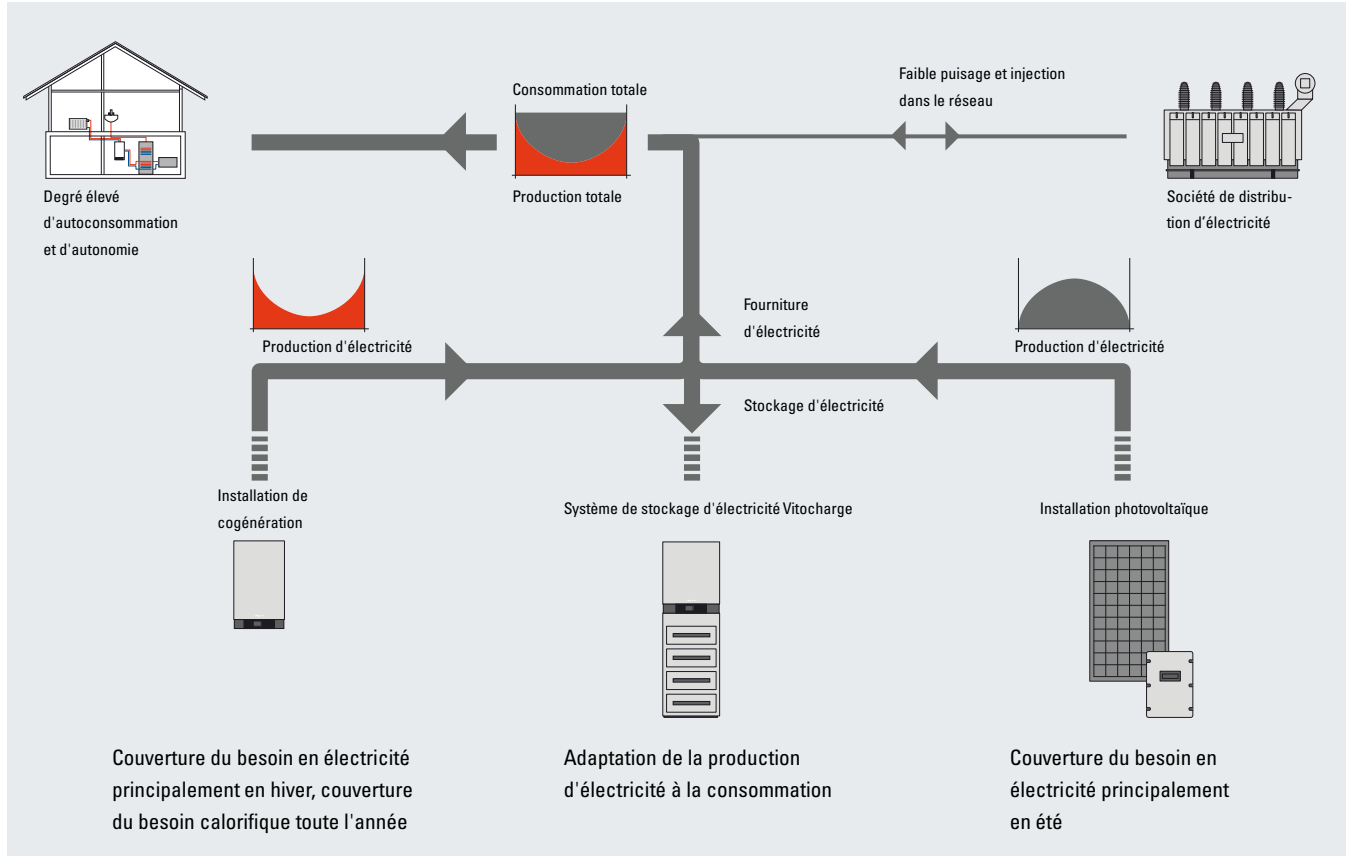 Consommation totale
Faible puisage et injection
dans le réseau
Production totale
Degré élevé
d'autoconsommation
et d'autonomie
Société de distribu-
tion d’électricité
Production d'électricité
Fourniture
d'électricité
Production d'électricité
Stockage d'électricité
Installation de
cogénération
Système de stockage d'électricité Vitocharge
Installation photovoltaïque
Couverture du besoin en électricité
principalement en hiver, couverture
du besoin calorifique toute l'année
Adaptation de la production
d'électricité à la consommation
Couverture du besoin en
électricité principalement
en été